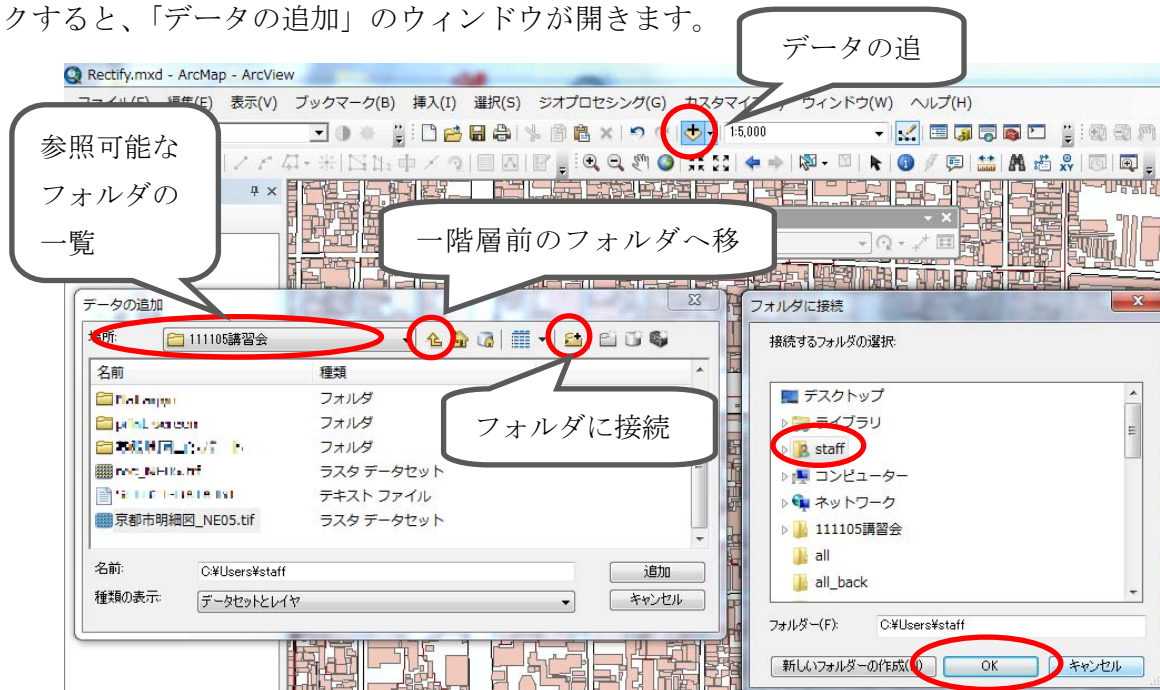 クすると、「データの追加」のウィンドウが開きます。
データの追
Rectify.mxd - ArcMap - ArcView
表示(V) ブックマーク(B) 挿入(I) 選択(S) ジオプロセシング(G) ウィンドウ(W) ヘルプ(H)
1:5,000
参照可能な
フォルダの
一覧
一階層前のフォルダへ移
データの追加
111105講習会
名前 種類
フォルダ
フォルダ
フォルダ
ラスタ データセット
テキスト ファイル
京都市明細図_NE05.tif ラスタ データセット
名前: C:¥Users¥staff 追加
種類の表示: データセットとレイヤ キャンセル
フォルダに接続
フォルダに接続
接続するフォルダの選択:
デスクトップ
ライブラリ
staff
コンピューター
ネットワーク
111105講習会
all
all_back
フォルダー(F): C:¥Users¥staff
新しいフォルダーの作成 OK キャンセル